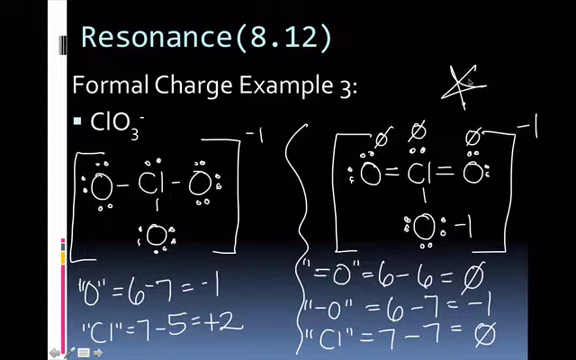 Resonance(8.12)
Formal Charge Example 3:
▪ ClO₃⁻
-1
O - Cl - O
O
"O" = 6-7 = -1
"Cl" = 7-5 = +2
Ø Ø Ø -1
O = Cl = O
O -1
"=O" = 6-6 = Ø
"-O" = 6-7 = -1
"Cl" = 7-7 = Ø